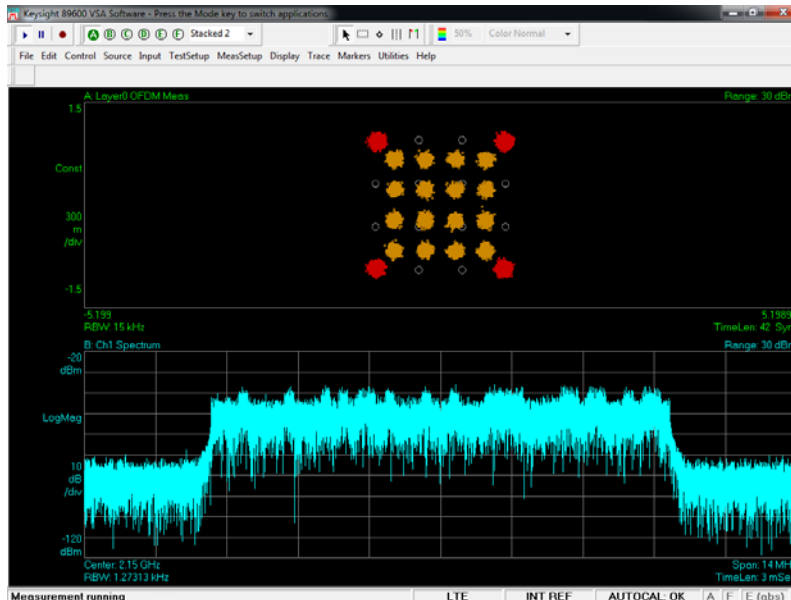 Keysight 89600 VSA Software - Press the Mode key to switch applications
A B C D E F Stacked 2 50% Color Normal
File Edit Control Source Input TestSetup MeasSetup Display Trace Markers Utilities Help
A: Layer0 OFDM Meas Range: 30 dBr
1.5
Const
300
m
/div
-1.5
-5.199 5.1989
RBW: 15 kHz TimeLen: 42 Syr
B: Ch1 Spectrum Range: 30 dBr
-20
dBm
LogMag
10
dB
/div
-120
dBm
Center: 2.15 GHz Span: 14 MH
RBW: 1.27313 kHz TimeLen: 3 mSe
Measurement running LTE INT REF AUTOCAL: OK A F E (abs)